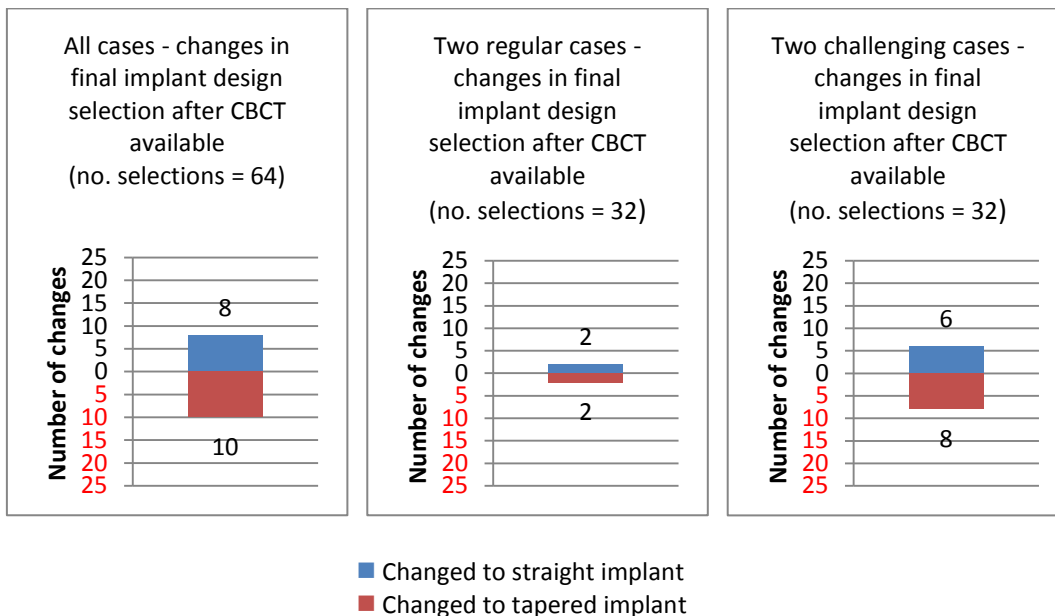 All cases - changes in
final implant design
selection after CBCT
available
(no. selections = 64)
Number of changes
25
20
15
10
5
0
5
10
15
20
25
8
10
Two regular cases -
changes in final
implant design
selection after CBCT
available
(no. selections = 32)
Number of changes
25
20
15
10
5
0
5
10
15
20
25
2
2
Two challenging cases -
changes in final
implant design
selection after CBCT
available
(no. selections = 32)
Number of changes
25
20
15
10
5
0
5
10
15
20
25
6
8
Changed to straight implant
Changed to tapered implant